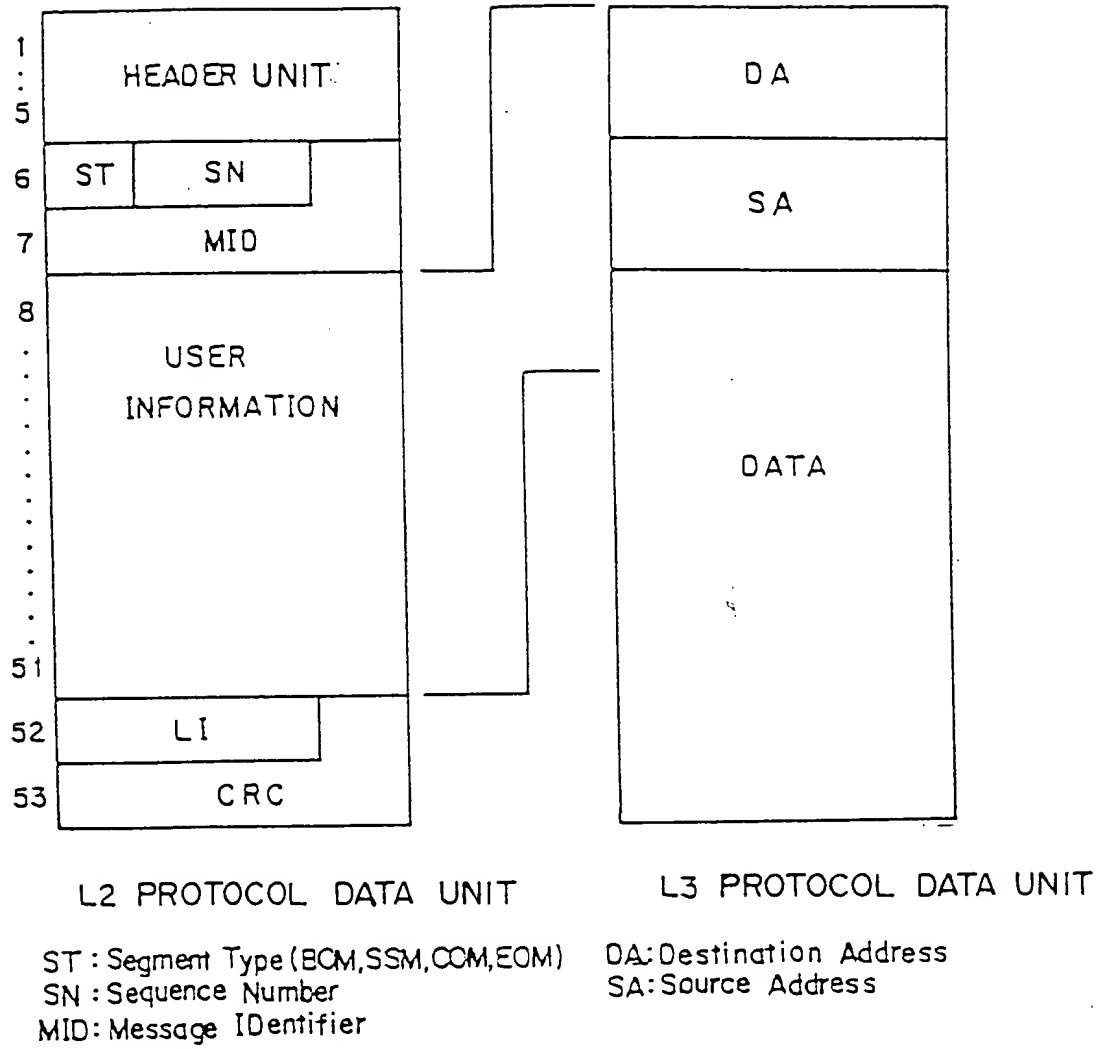 1
5
HEADER UNIT
6
ST
SN
7
MID
8
USER
INFORMATION
51
52
LI
53
CRC
DA
SA
DATA
L2 PROTOCOL DATA UNIT
L3 PROTOCOL DATA UNIT
ST : Segment Type (BOM, SSM, COM, EOM)
SN : Sequence Number
MID : Message IDentifier
DA : Destination Address
SA : Source Address